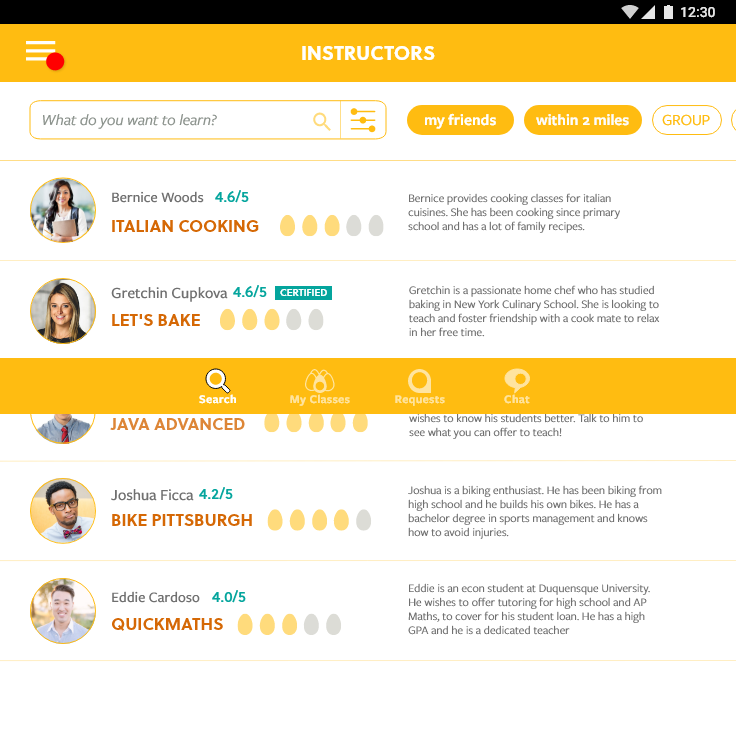 12:30
INSTRUCTORS
What do you want to learn?
my friends
within 2 miles
GROUP
Bernice Woods 4.6/5
ITALIAN COOKING
Bernice provides cooking classes for italian
cuisines. She has been cooking since primary
school and has a lot of family recipes.
Gretchin Cupkova 4.6/5 CERTIFIED
LET'S BAKE
Gretchin is a passionate home chef who has studied
baking in New York Culinary School. She is looking to
teach and foster friendship with a cook mate to relax
in her free time.
Search
My Classes
Requests
Chat
JAVA ADVANCED
wishes to know his students better. Talk to him to
see what you can offer to teach!
Joshua Ficca 4.2/5
BIKE PITTSBURGH
Joshua is a biking enthusiast. He has been biking from
high school and he builds his own bikes. He has a
bachelor degree in sports management and knows
how to avoid injuries.
Eddie Cardoso 4.0/5
QUICKMATHS
Eddie is an econ student at Duquensque University.
He wishes to offer tutoring for high school and AP
Maths, to cover for his student loan. He has a high
GPA and he is a dedicated teacher